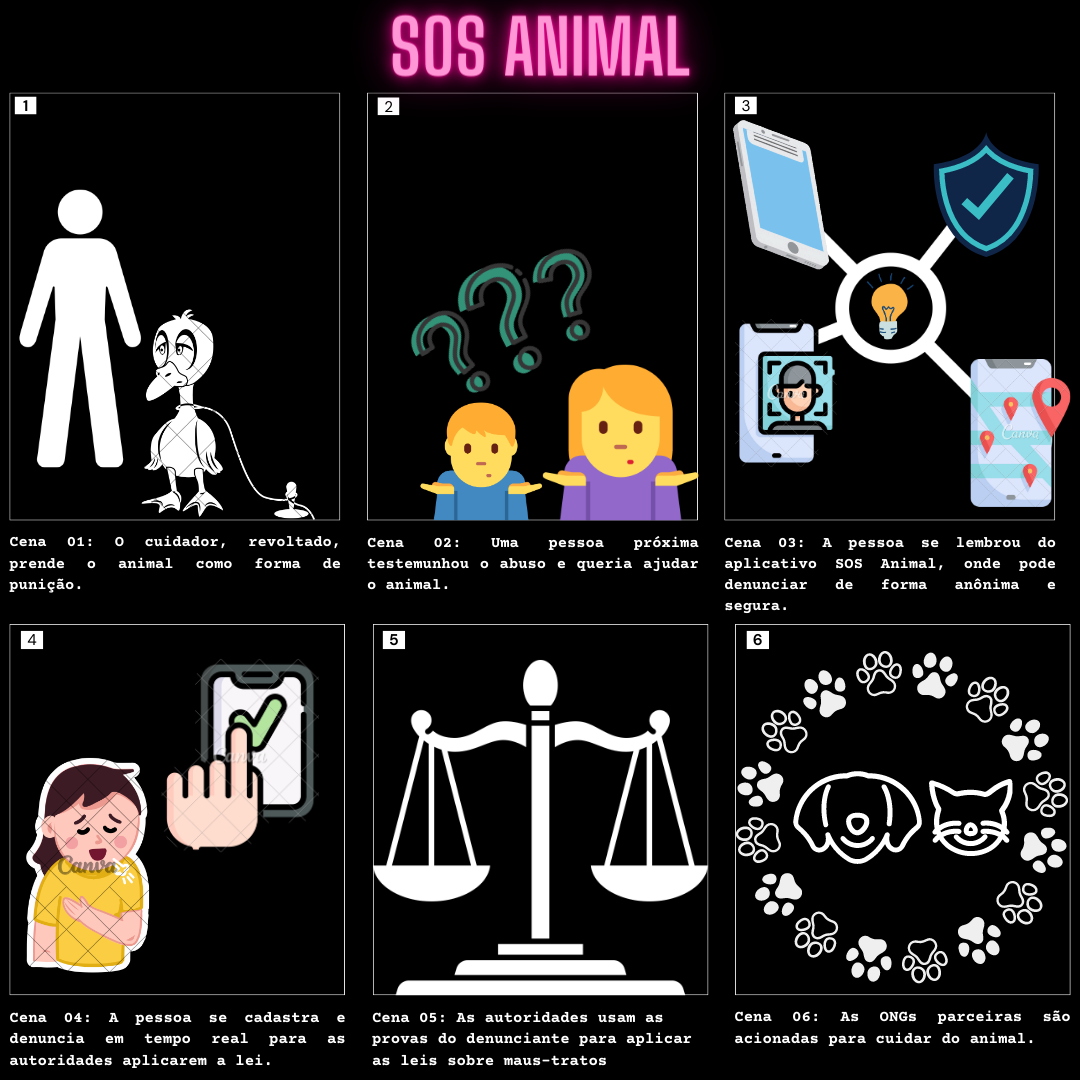 SOS ANIMAL
1
2
3
Canva
Canva
Cena 01: O cuidador, revoltado,
prende o animal como forma de
punição.
Cena 02: Uma pessoa próxima
testemunhou o abuso e queria ajudar
o animal.
Cena 03: A pessoa se lembrou do
aplicativo SOS Animal, onde pode
denunciar de forma anônima e
segura.
4
5
6
Canva
Canva
Cena 04: A pessoa se cadastra e
denuncia em tempo real para as
autoridades aplicarem a lei.
Cena 05: As autoridades usam as
provas do denunciante para aplicar
as leis sobre maus-tratos
Cena 06: As ONGs parceiras são
acionadas para cuidar do animal.